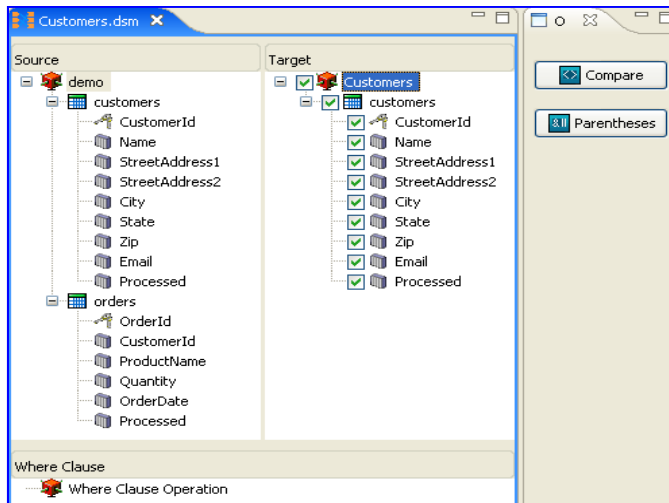 Customers.dsm
O
Source
demo
customers
CustomerId
Name
StreetAddress1
StreetAddress2
City
State
Zip
Email
Processed
orders
OrderId
CustomerId
ProductName
Quantity
OrderDate
Processed
Target
Customers
customers
CustomerId
Name
StreetAddress1
StreetAddress2
City
State
Zip
Email
Processed
Where Clause
Where Clause Operation
<> Compare
&|| Parentheses